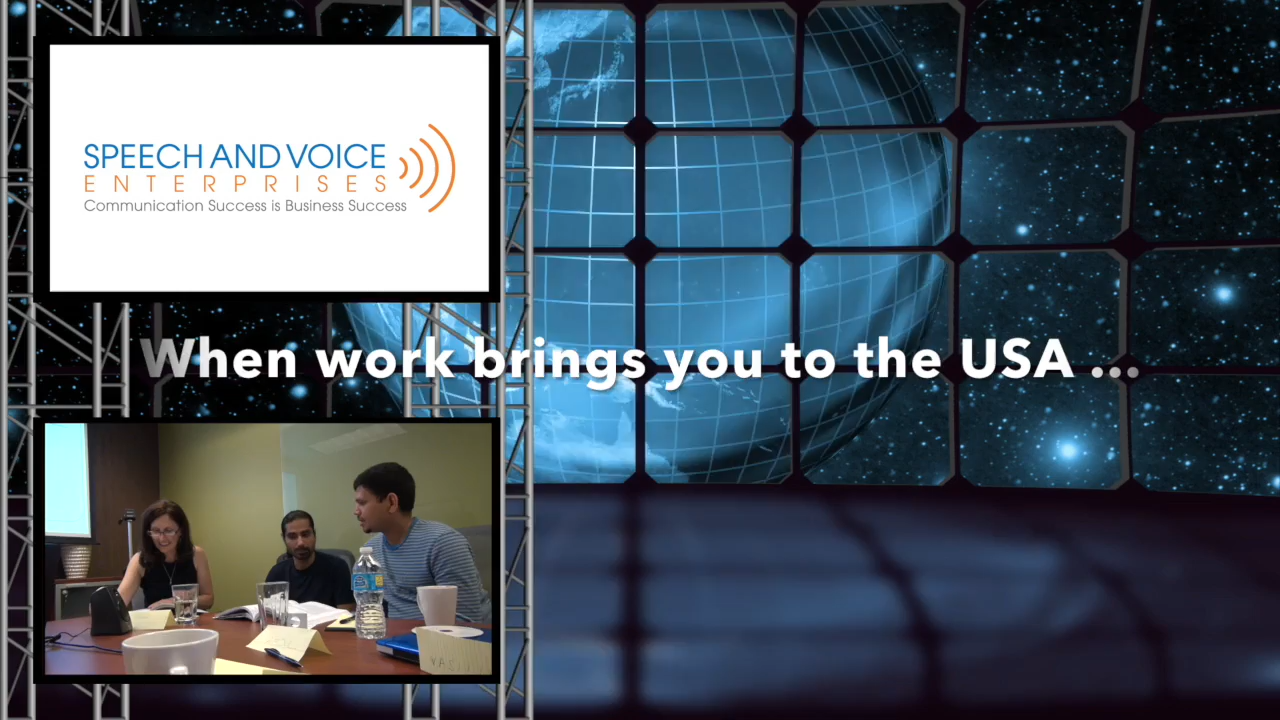 SPEECH AND VOICE
ENTERPRISES
Communication Success is Business Success
When work brings you to the USA ...